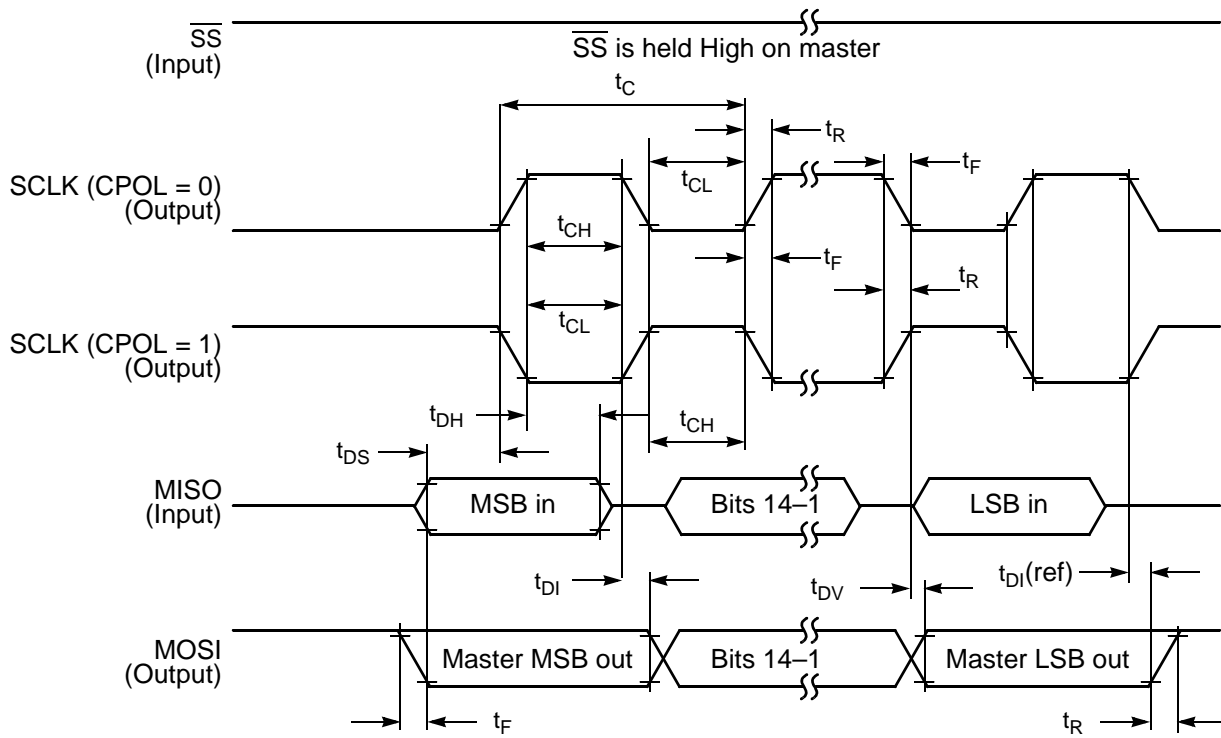 SS
(Input)
SS is held High on master
tC
tR
tF
SCLK (CPOL = 0)
(Output)
tCL
tCH
tF
tR
tCL
SCLK (CPOL = 1)
(Output)
tDH
tCH
tDS
MISO
(Input)
MSB in
Bits 14–1
LSB in
tDI
tDV
tDI(ref)
MOSI
(Output)
Master MSB out
Bits 14–1
Master LSB out
tF
tR